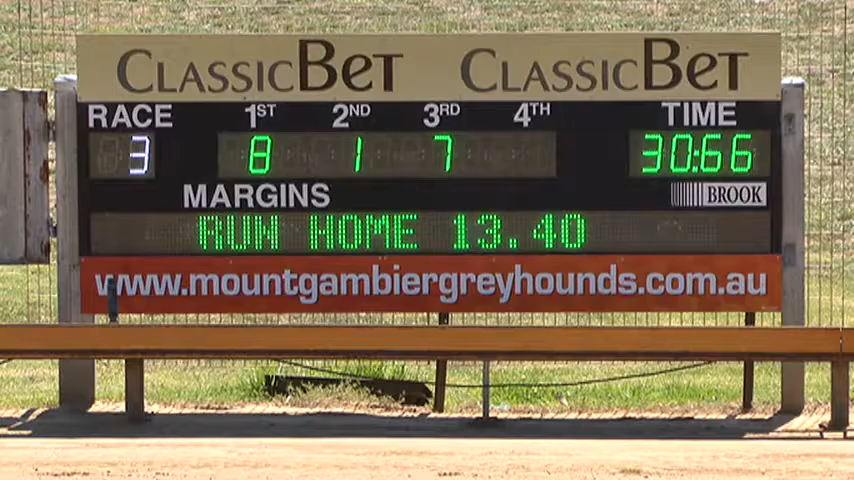 CLASSICBET CLASSICBET
RACE 1ST 2ND 3RD 4TH TIME
3 8 1 7 30:66
MARGINS BROOK
RUN HOME 13.40
www.mountgambiergreyhounds.com.au